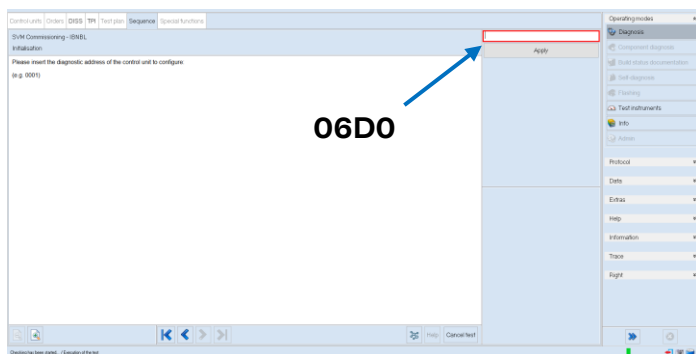 Control units Orders DISS TPI Test plan Sequence Special functions
SVM Commissioning - IBNBL
Initialisation
Please insert the diagnostic address of the control unit to configure:
(e.g. 0001)
06D0
Apply
Operating modes
Diagnosis
Component diagnosis
Guild online documentation
Self-diagnosis
Flashing
Test instruments
Info
Admin
Protocol
Data
Extras
Help
Information
Trace
Right
Help Cancel test